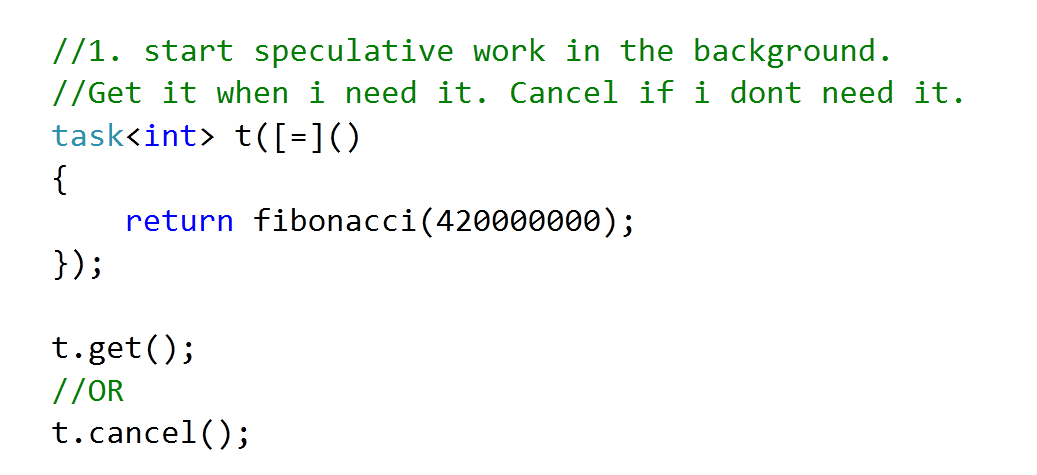 //1. start speculative work in the background.
//Get it when i need it. Cancel if i dont need it.
task<int> t([=]()
{
    return fibonacci(420000000);
});
t.get();
//OR
t.cancel();